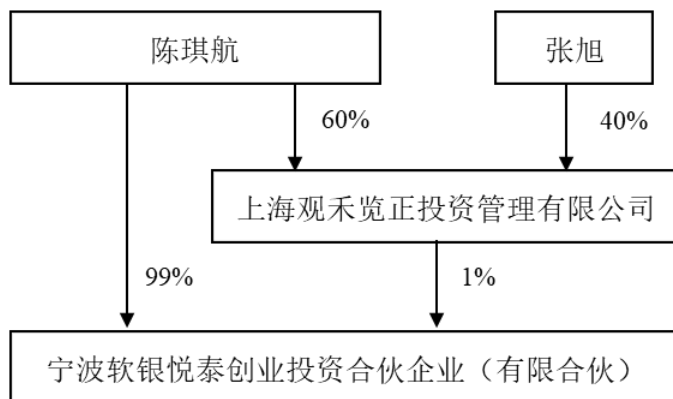 陈琪航
张旭
60%
40%
上海观禾览正投资管理有限公司
99%
1%
宁波软银悦泰创业投资合伙企业（有限合伙）